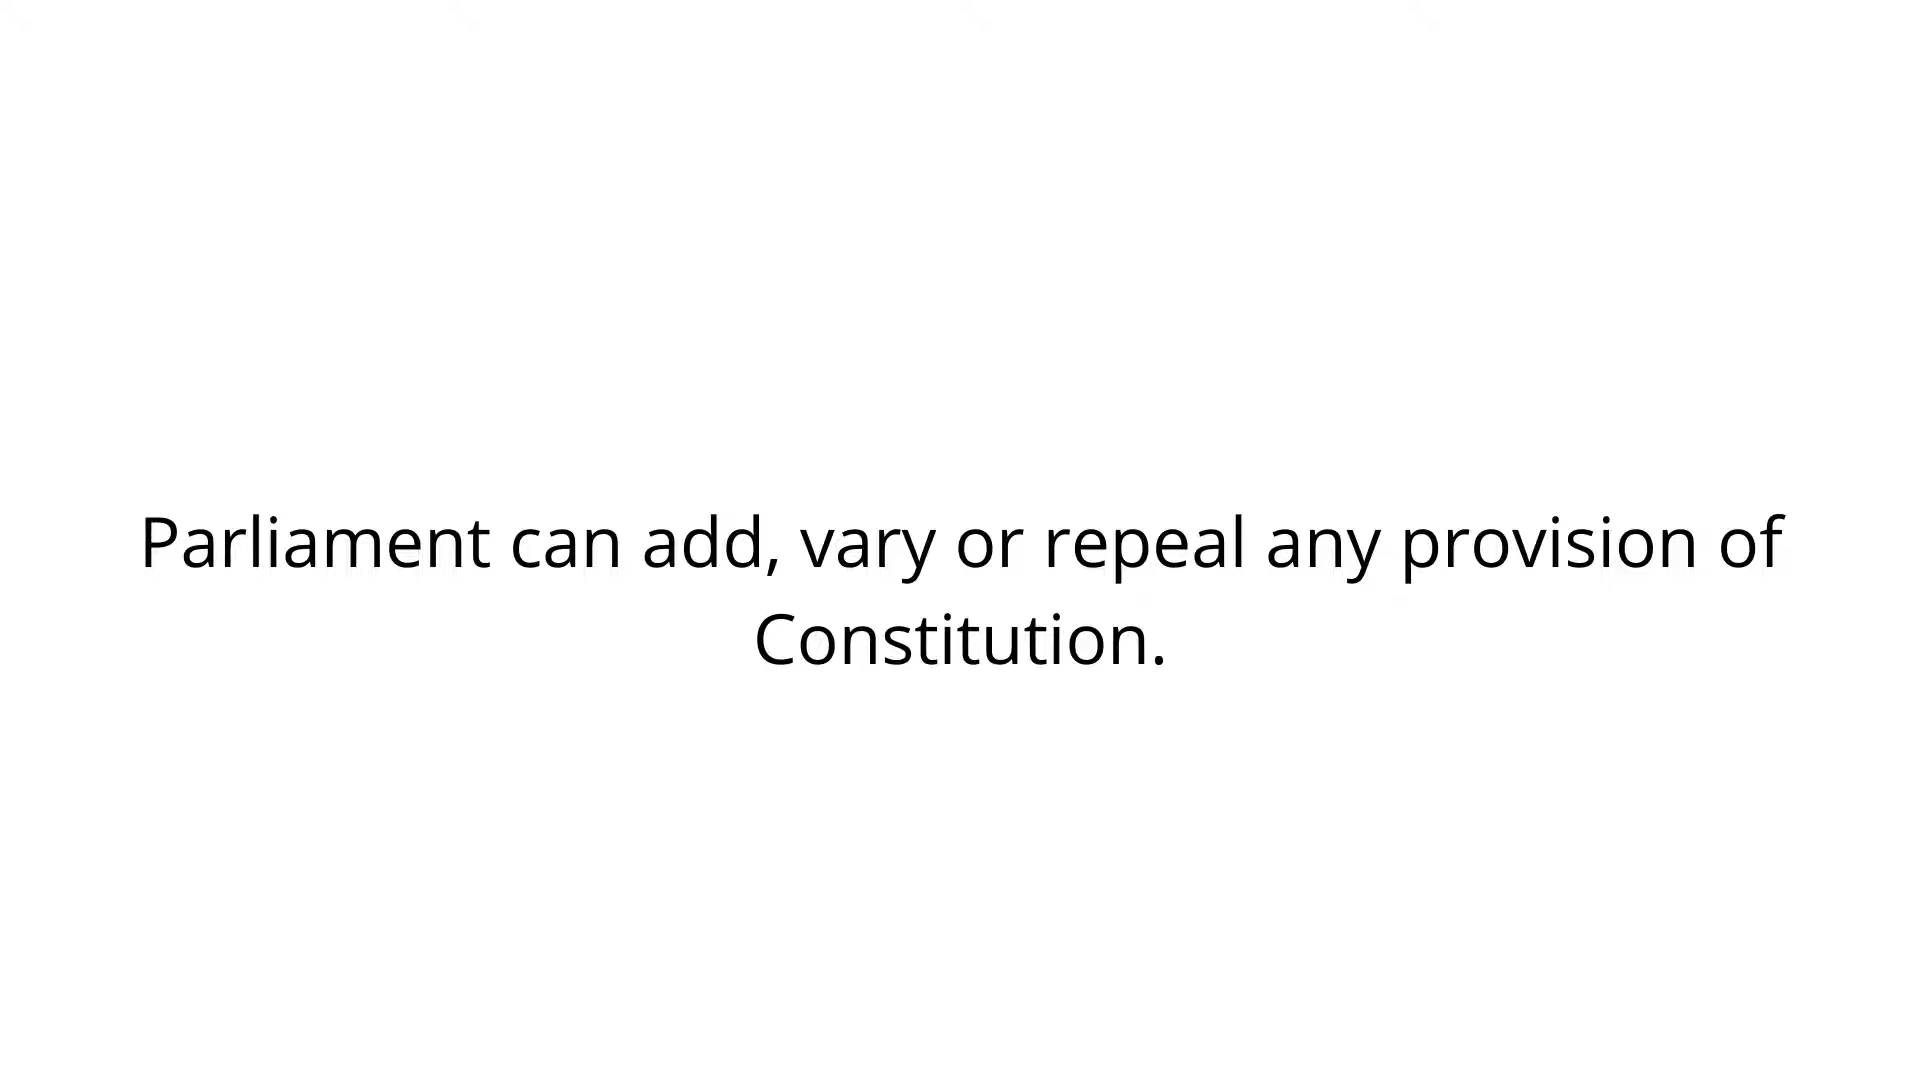 Parliament can add, vary or repeal any provision of
Constitution.